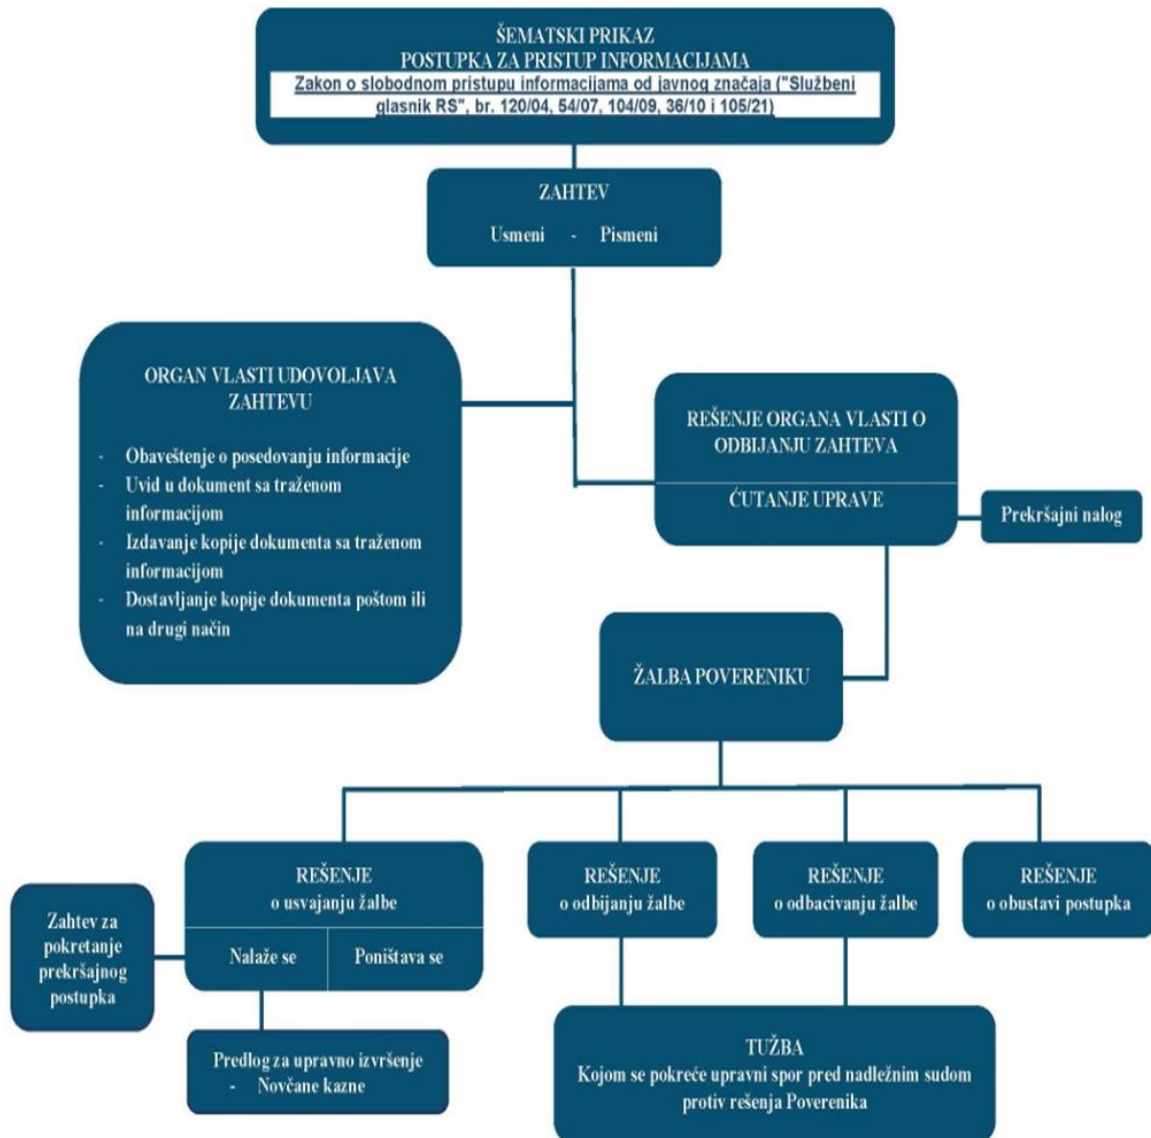 ŠEMATSKI PRIKAZ
POSTUPKA ZA PRISTUP INFORMACIJAMA
Zakon o slobodnom pristupu informacijama od javnog značaja ("Službeni
glasnik RS", br. 120/04, 54/07, 104/09, 36/10 i 105/21)
ZAHTEV
Usmeni - Pismeni
ORGAN VLASTI UDOVOLJAVA
ZAHTEVU
- Obaveštenje o posedovanju informacije
- Uvid u dokument sa traženom
informacijom
- Izdavanje kopije dokumenta sa traženom
informacijom
- Dostavljanje kopije dokumenta poštom ili
na drugi način
REŠENJE ORGANA VLASTI O
ODBIJANJU ZAHTEVA
ĆUTANJE UPRAVE
Prekršajni nalog
ŽALBA POVERENIKU
REŠENJE
o usvajanju žalbe
Nalaže se
Poništava se
REŠENJE
o odbijanju žalbe
REŠENJE
o odbacivanju žalbe
REŠENJE
o obustavi postupka
Zahtev za
pokretanje
prekršajnog
postupka
Predlog za upravno izvršenje
- Novčane kazne
TUŽBA
Kojom se pokreće upravni spor pred nadležnim sudom
protiv rešenja Poverenika